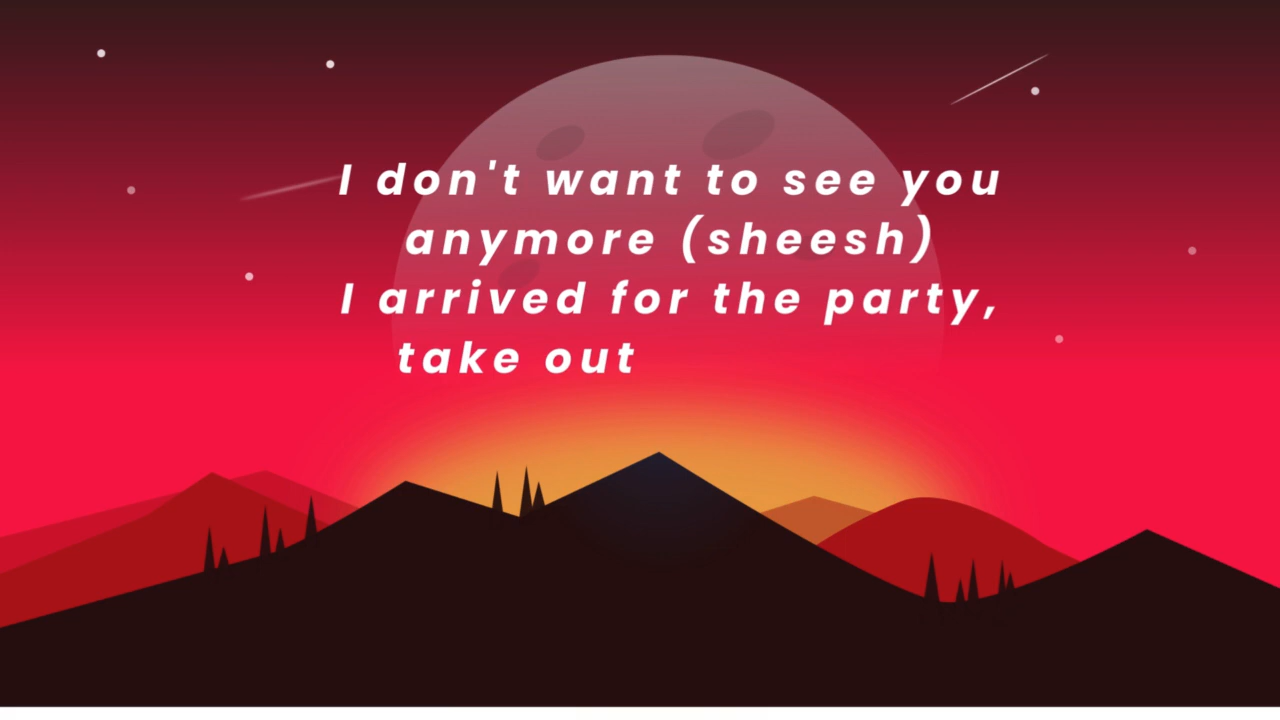 I don't want to see you
anymore (sheesh)
I arrived for the party,
take out